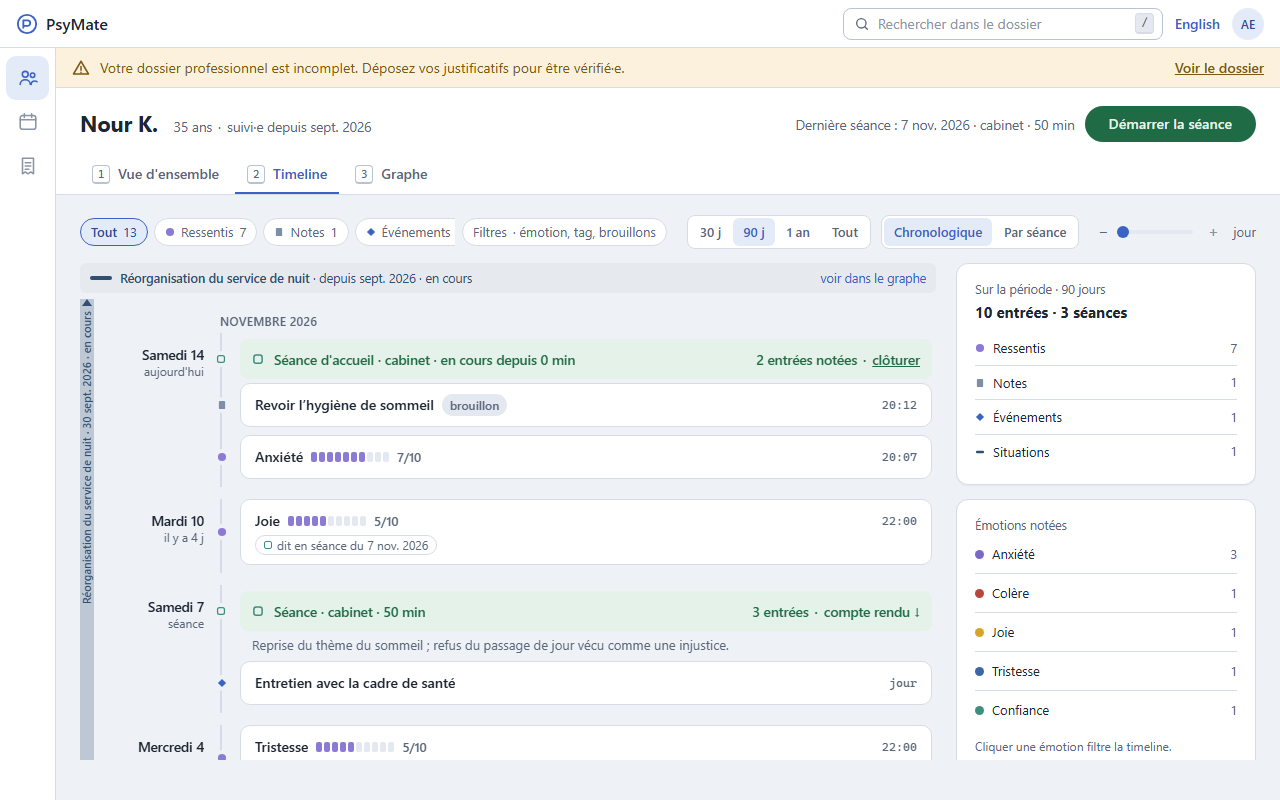 PsyMate
Rechercher dans le dossier /
English
AE
Votre dossier professionnel est incomplet. Déposez vos justificatifs pour être vérifié·e.
Voir le dossier
Nour K.
35 ans · suivi·e depuis sept. 2026
Dernière séance : 7 nov. 2026 · cabinet · 50 min
Démarrer la séance
1 Vue d'ensemble
2 Timeline
3 Graphe
Tout 13
Ressentis 7
Notes 1
Événements
Filtres · émotion, tag, brouillons
30 j
90 j
1 an
Tout
Chronologique
Par séance
− + jour
Réorganisation du service de nuit · depuis sept. 2026 · en cours
voir dans le graphe
Réorganisation du service de nuit · 30 sept. 2026 · en cours
NOVEMBRE 2026
Samedi 14
aujourd'hui
Séance d'accueil · cabinet · en cours depuis 0 min
2 entrées notées · clôturer
Revoir l’hygiène de sommeil brouillon 20:12
Anxiété 7/10 20:07
Mardi 10
il y a 4 j
Joie 5/10 22:00
dit en séance du 7 nov. 2026
Samedi 7
séance
Séance · cabinet · 50 min
3 entrées · compte rendu ↓
Reprise du thème du sommeil ; refus du passage de jour vécu comme une injustice.
Entretien avec la cadre de santé jour
Mercredi 4
Tristesse 5/10 22:00
Sur la période · 90 jours
10 entrées · 3 séances
Ressentis 7
Notes 1
Événements 1
Situations 1
Émotions notées
Anxiété 3
Colère 1
Joie 1
Tristesse 1
Confiance 1
Cliquer une émotion filtre la timeline.